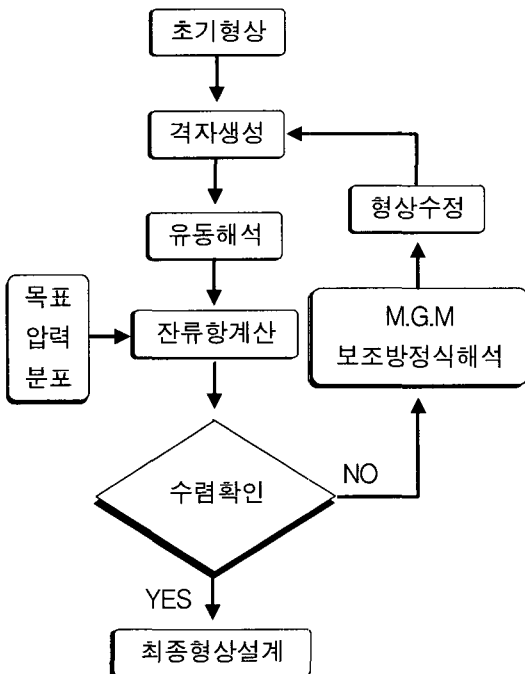 초기형상
격자생성
유동해석
형상수정
목표
압력
분포
잔류항계산
M.G.M
보조방정식해석
수렴확인
NO
YES
최종형상설계